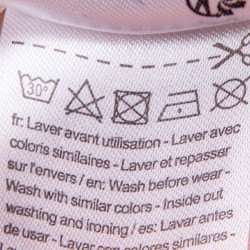 30°
fr: Laver avant utilisation - Laver avec
coloris similaires - Laver et repasser
sur l'envers / en: Wash before wear -
Wash with similar colors - Inside out
washing and ironing / es: Lavar antes
de usar - Lavar con colores similares -